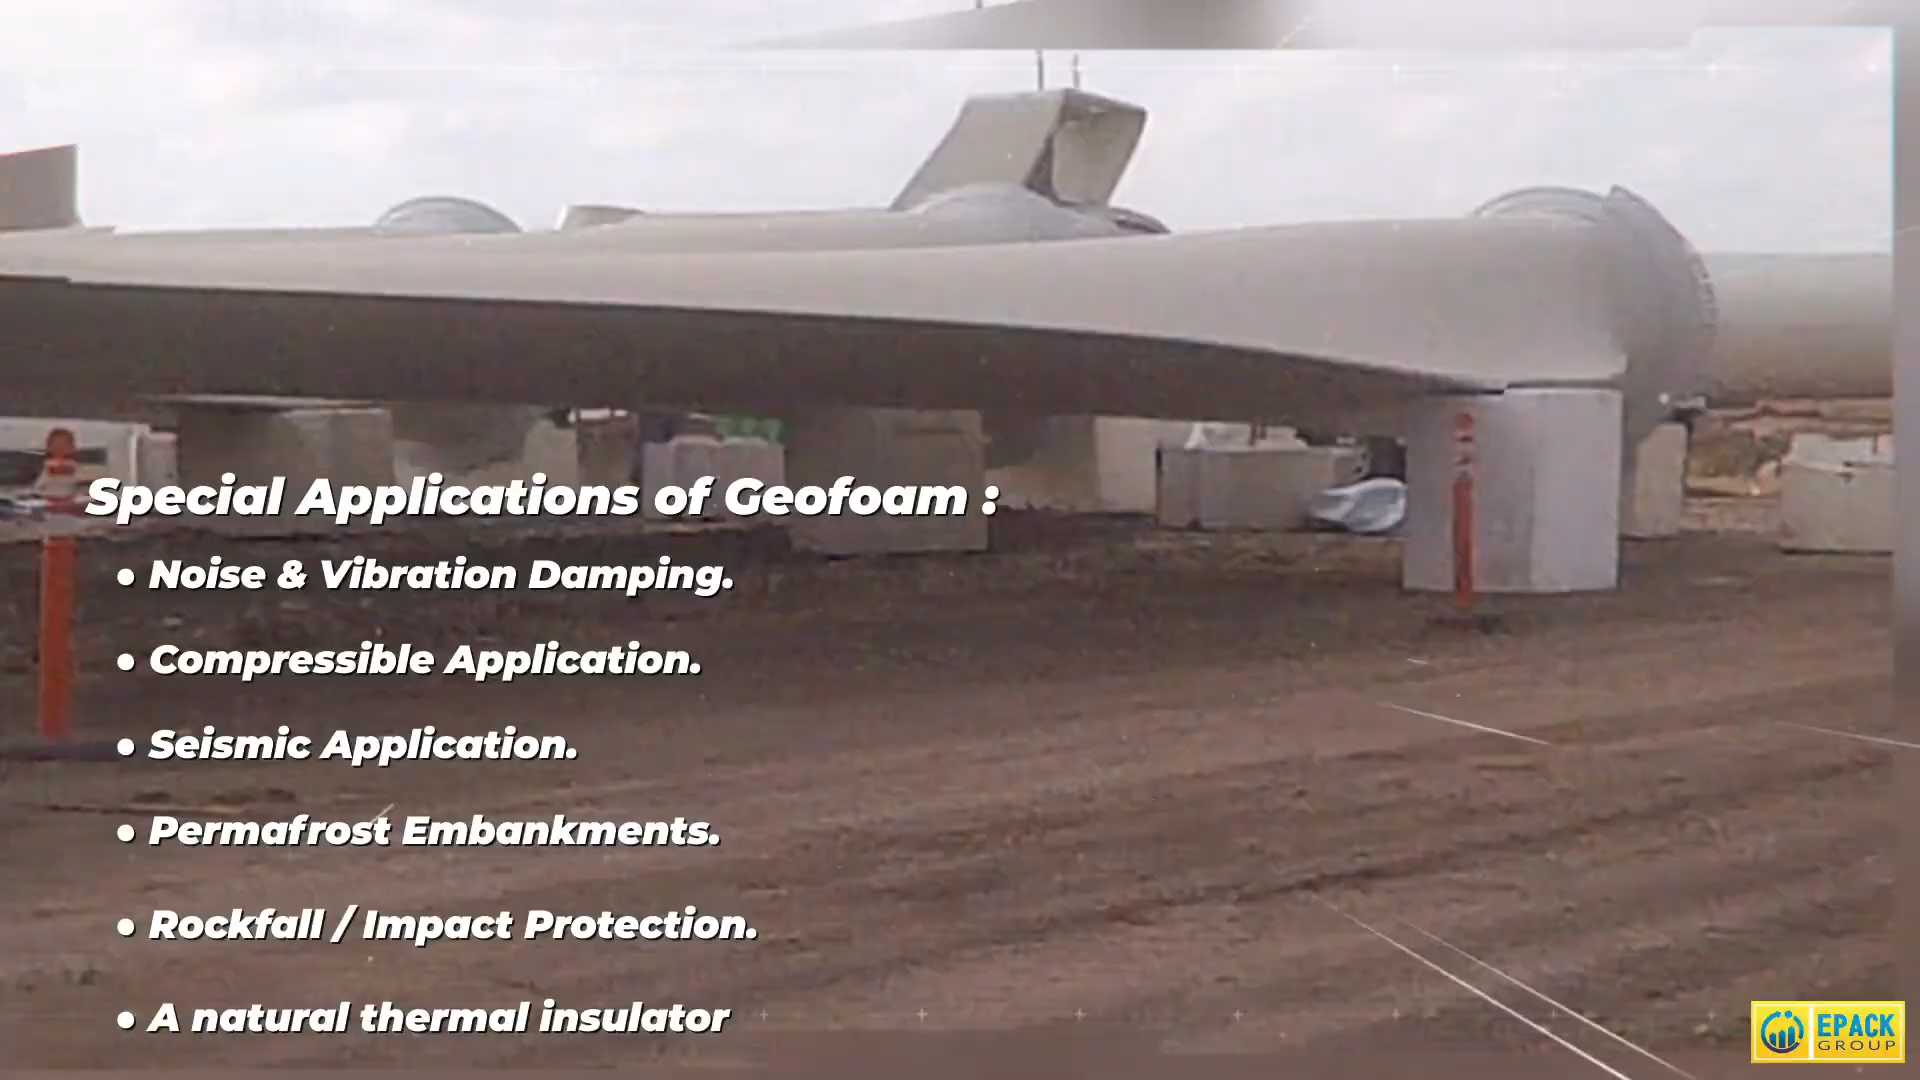 Special Applications of Geofoam :
• Noise & Vibration Damping.
• Compressible Application.
• Seismic Application.
• Permafrost Embankments.
• Rockfall / Impact Protection.
• A natural thermal insulator
EPACK
GROUP